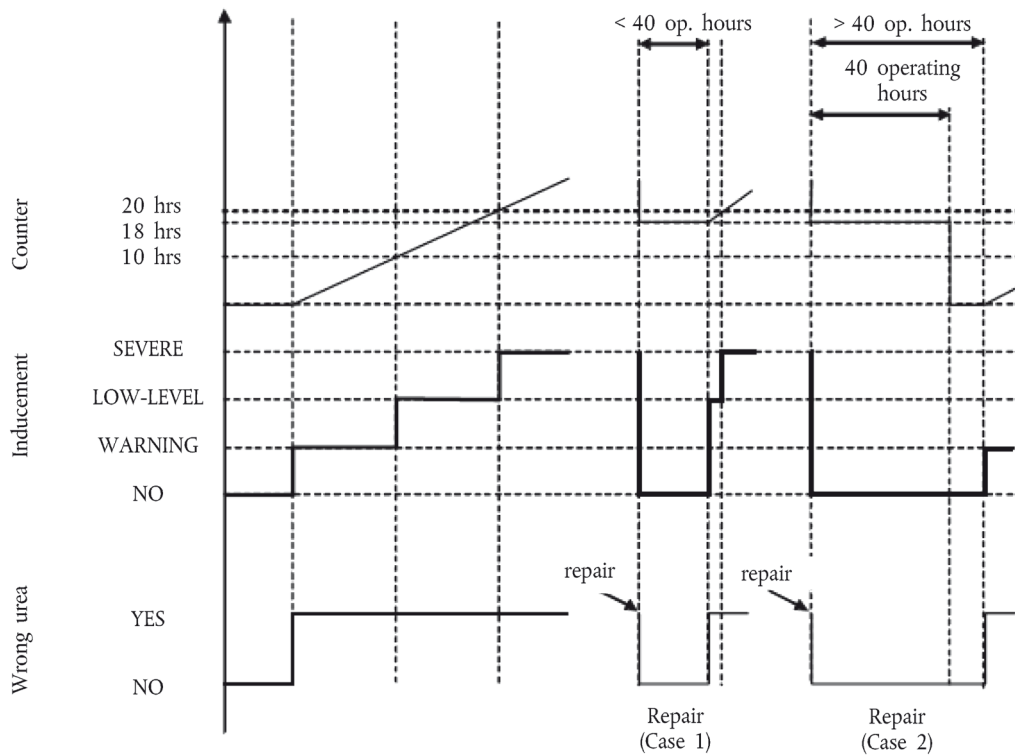 < 40 op. hours
> 40 op. hours
40 operating
hours
Counter
20 hrs
18 hrs
10 hrs
Inducement
SEVERE
LOW-LEVEL
WARNING
NO
Wrong urea
YES
NO
repair
repair
Repair
(Case 1)
Repair
(Case 2)